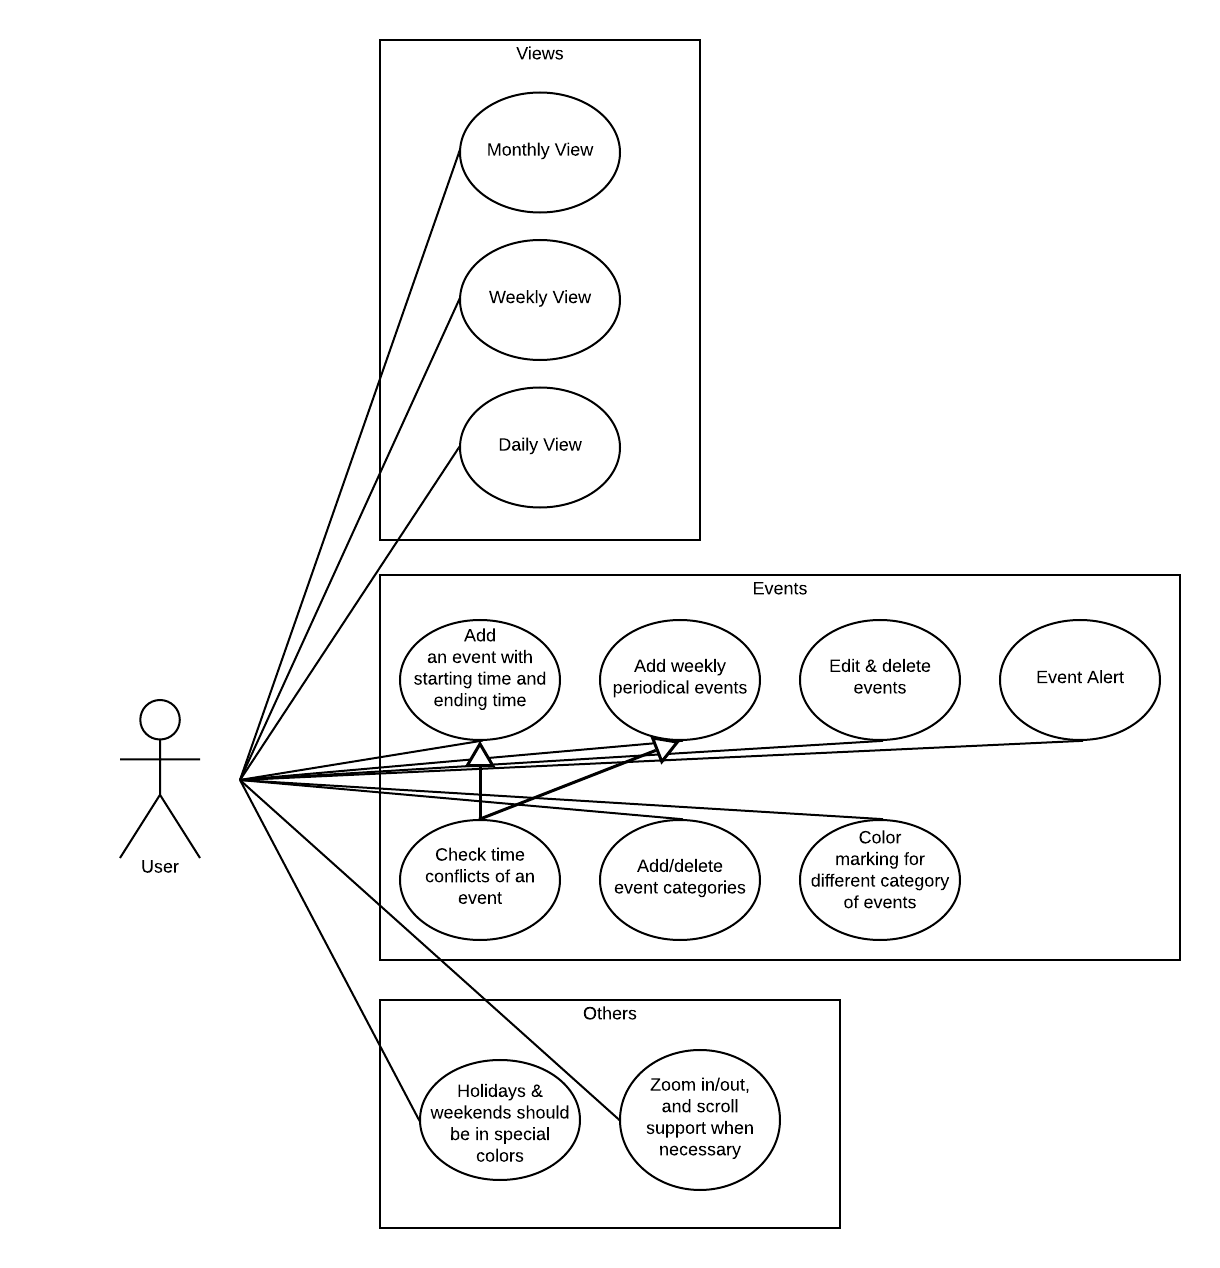 Views
Monthly View
Weekly View
Daily View
Events
Add
an event with
starting time and
ending time
Add weekly
periodical events
Edit & delete
events
Event Alert
User
Check time
conflicts of an
event
Add/delete
event categories
Color
marking for
different category
of events
Others
Holidays &
weekends should
be in special
colors
Zoom in/out,
and scroll
support when
necessary